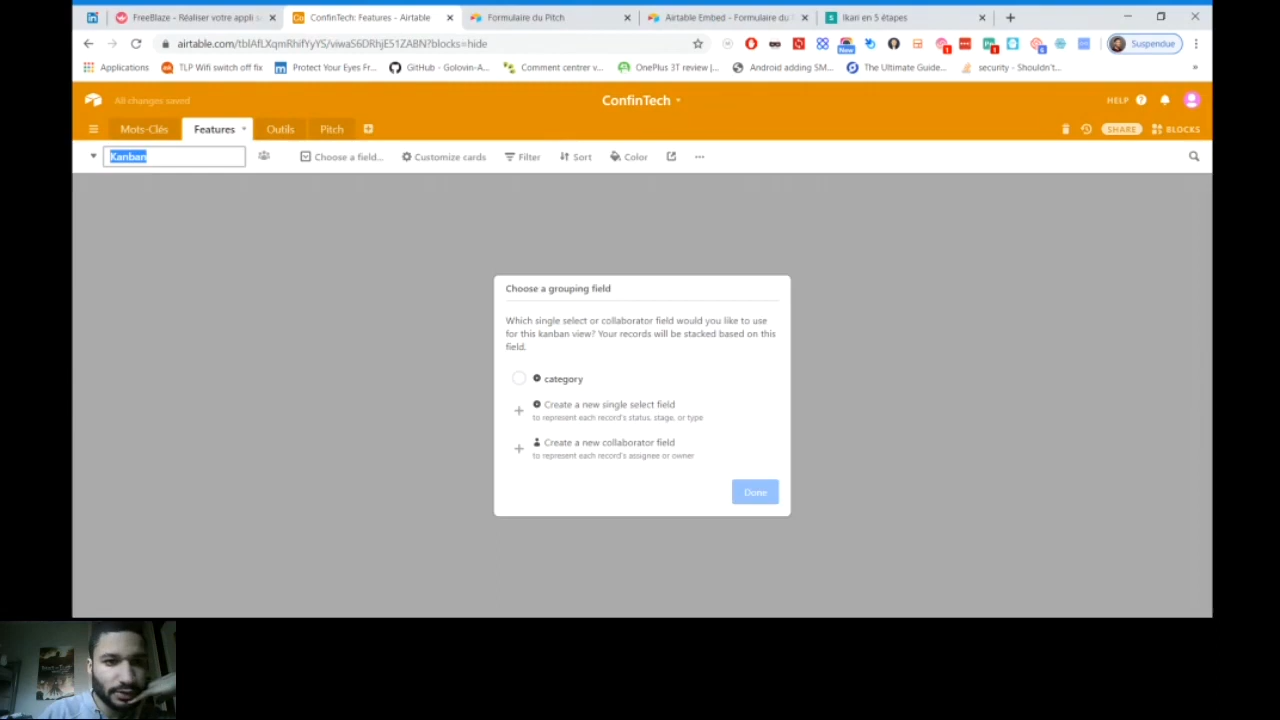 FreeBlaze - Réaliser votre appli s
ConfinTech: Features - Airtable
Formulaire du Pitch
Airtable Embed - Formulaire du
Ikari en 5 étapes
airtable.com/tblAfLXqmRhifYyYS/viwaS6DRhjE51ZABN?blocks=hide
New
Suspendue
Applications
TLP Wifi switch off fix
Protect Your Eyes Fr...
GitHub - Golovin-A...
Comment centrer v...
OnePlus 3T review |...
Android adding SM...
The Ultimate Guide...
security - Shouldn't...
All changes saved
ConfinTech
HELP
Mots-Clés
Features
Outils
Pitch
SHARE
BLOCKS
Kanban
Choose a field...
Customize cards
Filter
Sort
Color
Choose a grouping field
Which single select or collaborator field would you like to use
for this kanban view? Your records will be stacked based on this
field.
category
Create a new single select field
to represent each record's status, stage, or type
Create a new collaborator field
to represent each record's assignee or owner
Done